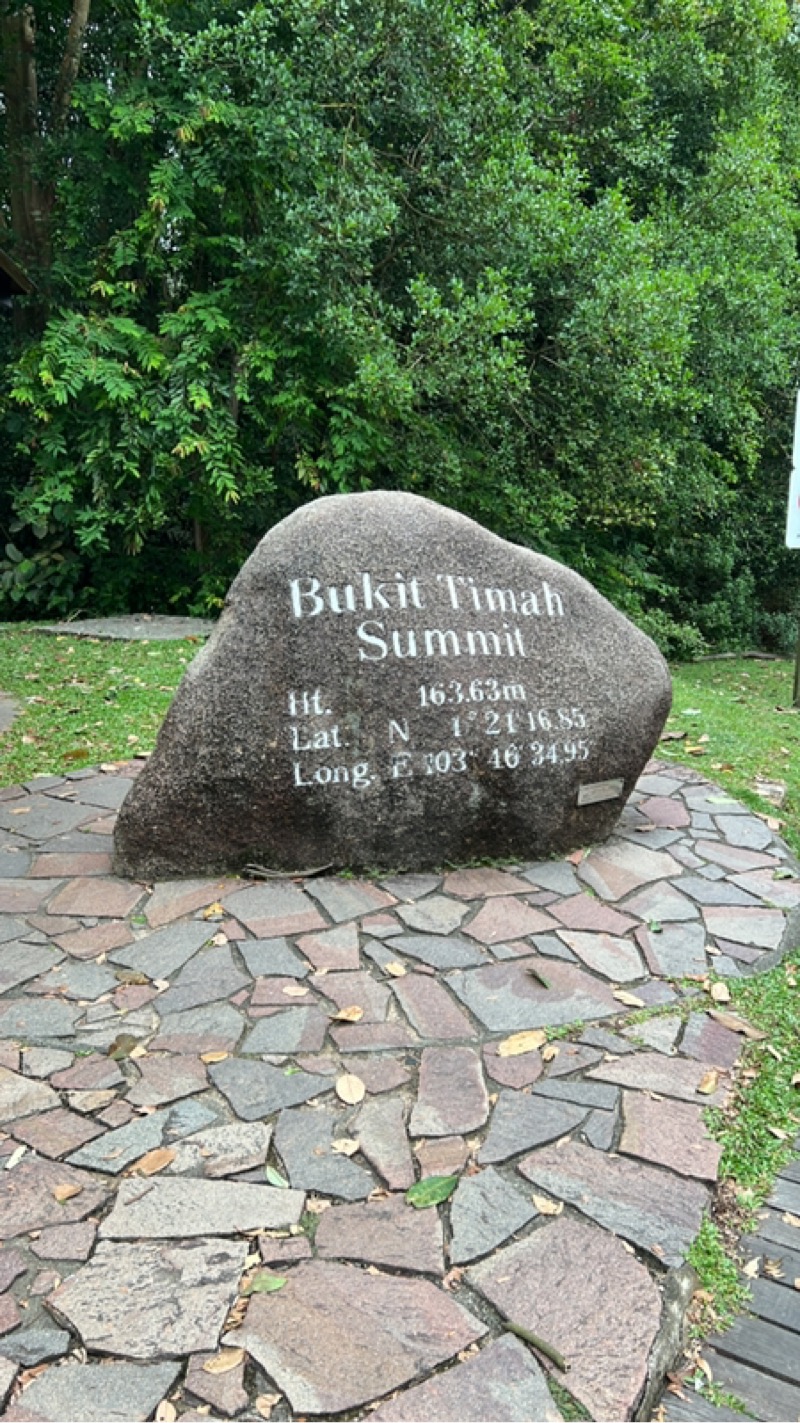 Bukit Timah
Summit
Ht. 163.63m
Lat. N 1° 21' 16.85
Long. E 103° 46' 34.95